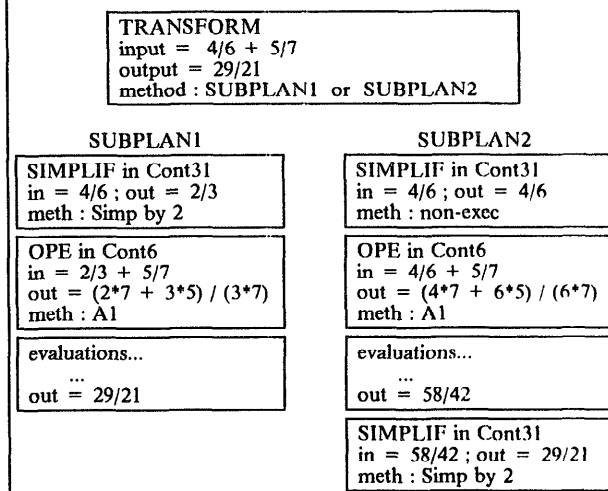 TRANSFORM
input = 4/6 + 5/7
output = 29/21
method : SUBPLAN1 or SUBPLAN2
SUBPLAN1
SIMPLIF in Cont31
in = 4/6 ; out = 2/3
meth : Simp by 2
OPE in Cont6
in = 2/3 + 5/7
out = (2*7 + 3*5) / (3*7)
meth : A1
evaluations...
...
out = 29/21
SUBPLAN2
SIMPLIF in Cont31
in = 4/6 ; out = 4/6
meth : non-exec
OPE in Cont6
in = 4/6 + 5/7
out = (4*7 + 6*5) / (6*7)
meth : A1
evaluations...
...
out = 58/42
SIMPLIF in Cont31
in = 58/42 ; out = 29/21
meth : Simp by 2